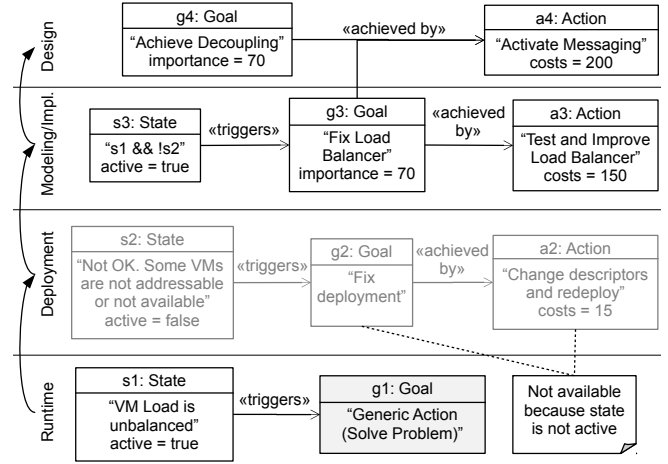 Design
g4: Goal
“Achieve Decoupling”
importance = 70
«achieved by»
a4: Action
“Activate Messaging”
costs = 200
Modeling/Impl.
s3: State
“s1 && !s2”
active = true
«triggers»
g3: Goal
“Fix Load
Balancer”
importance = 70
«achieved
by»
a3: Action
“Test and Improve
Load Balancer”
costs = 150
Deployment
s2: State
“Not OK. Some VMs
are not addressable
or not available”
active = false
«triggers»
g2: Goal
“Fix
deployment”
«achieved
by»
a2: Action
“Change descriptors
and redeploy”
costs = 15
Runtime
s1: State
“VM Load is
unbalanced”
active = true
«triggers»
g1: Goal
“Generic Action
(Solve Problem)”
Not available
because state
is not active